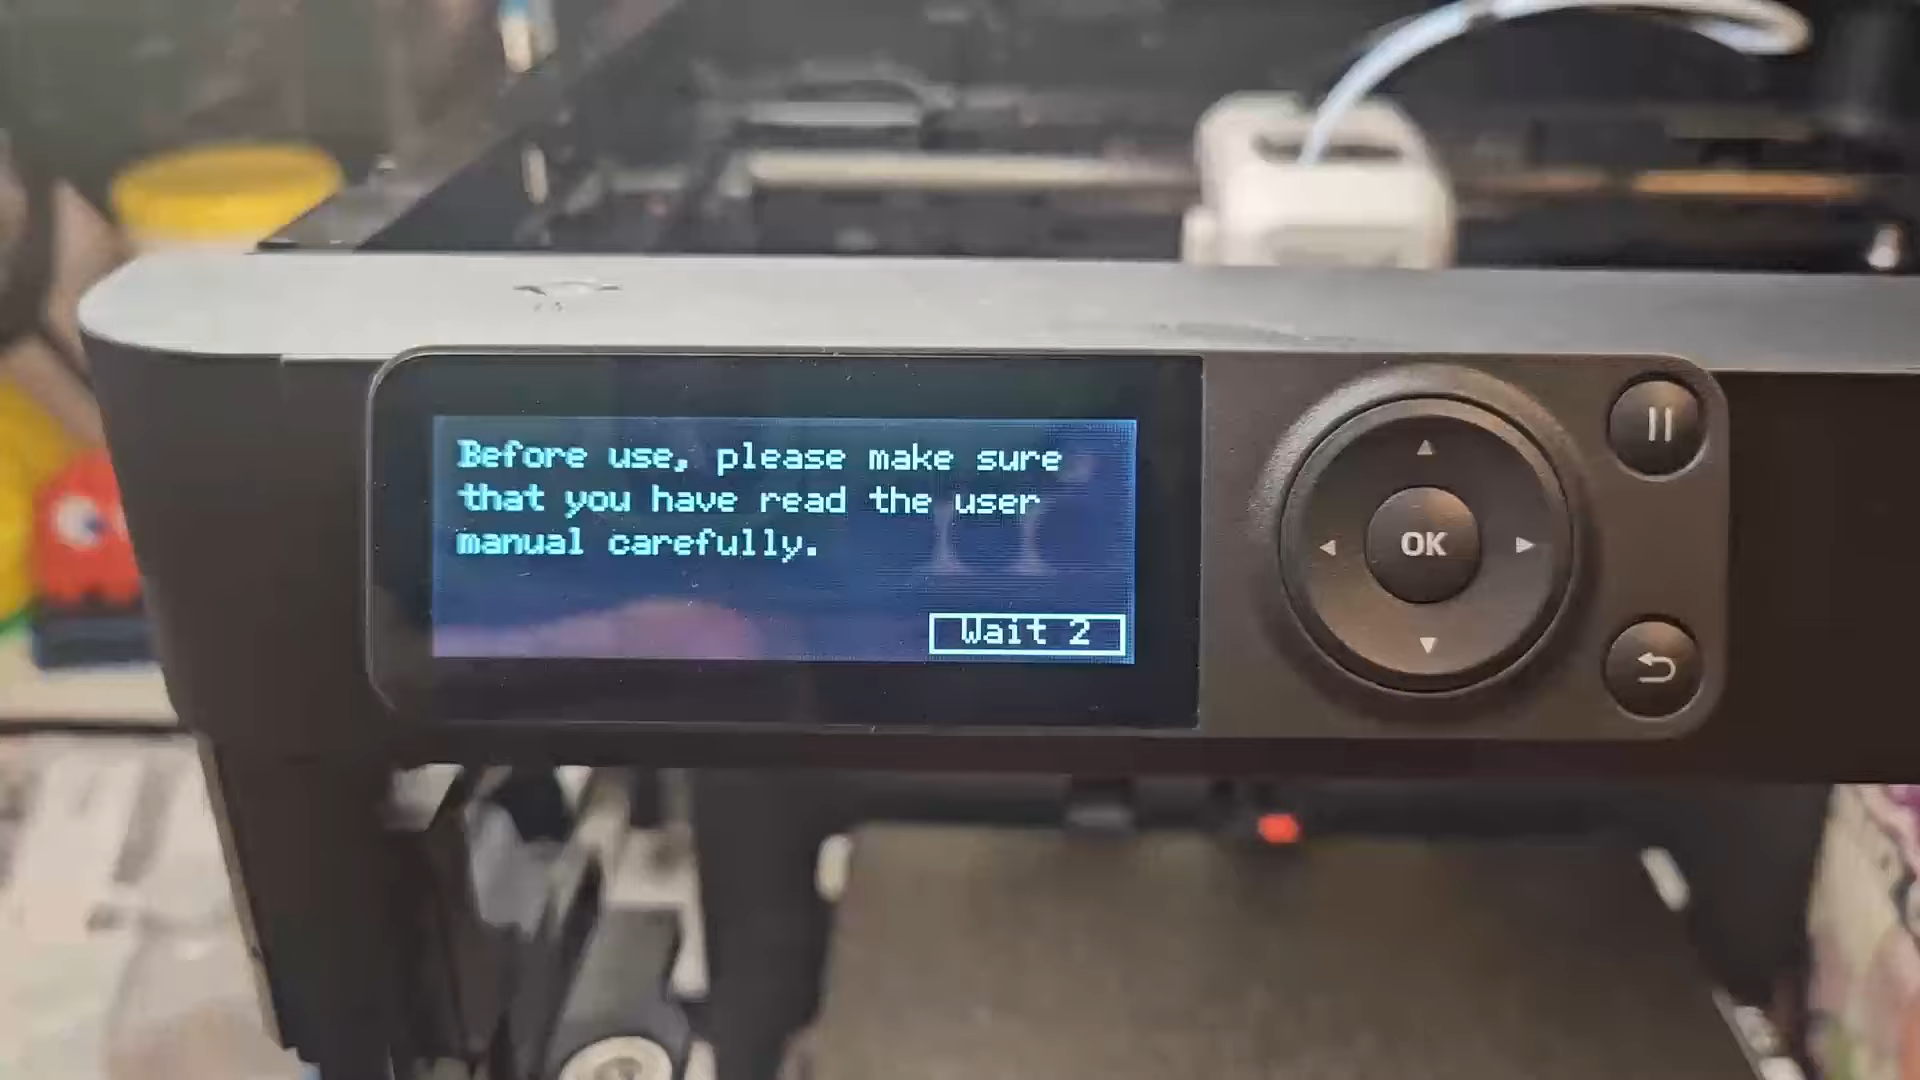 Before use, please make sure
that you have read the user
manual carefully.
Wait 2
OK